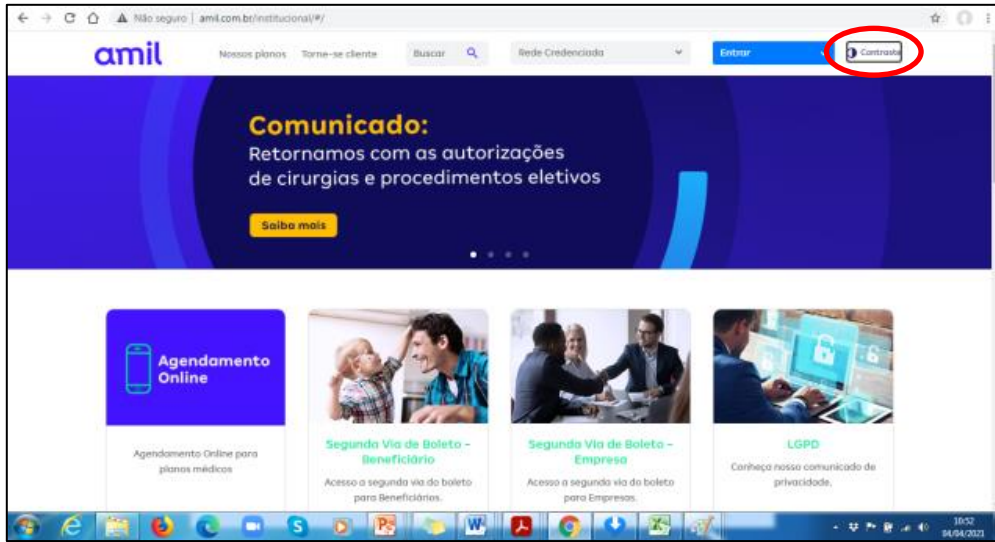 Não seguro | amil.com.br/institucional/#/
amil
Nossos planos Torne-se cliente Buscar Rede Credenciada Entrar Contraste
Comunicado:
Retornamos com as autorizações
de cirurgias e procedimentos eletivos
Saiba mais
Agendamento
Online
Agendamento Online para
planos médicos
Segunda Via de Boleto –
Beneficiário
Acesso a segunda via do boleto
para Beneficiários.
Segunda Via de Boleto –
Empresa
Acesso a segunda via do boleto
para Empresas.
LGPD
Conheça nosso comunicado de
privacidade.
10:52
04/04/2021